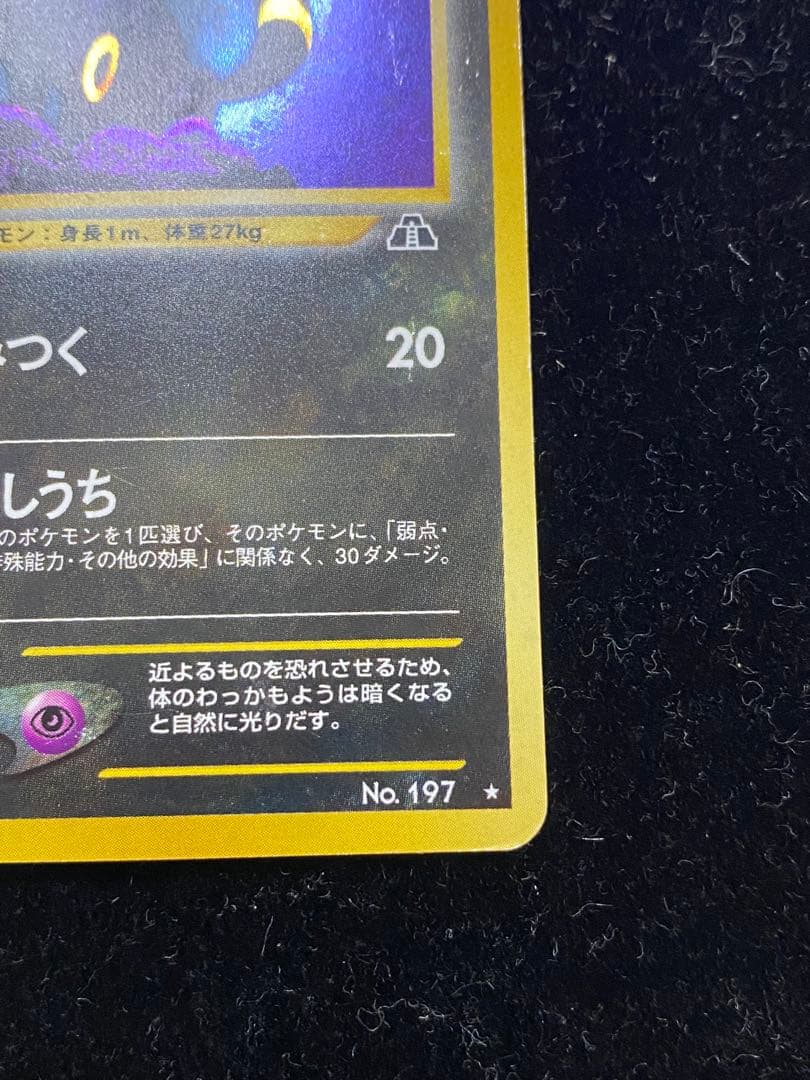 モン：身長1m、体重27kg
つく 20
しうち
のポケモンを1匹選び、そのポケモンに、「弱点・
殊能力・その他の効果」に関係なく、30ダメージ。
近よるものを恐れさせるため、
体のわっかもようは暗くなる
と自然に光りだす。
No. 197 ★